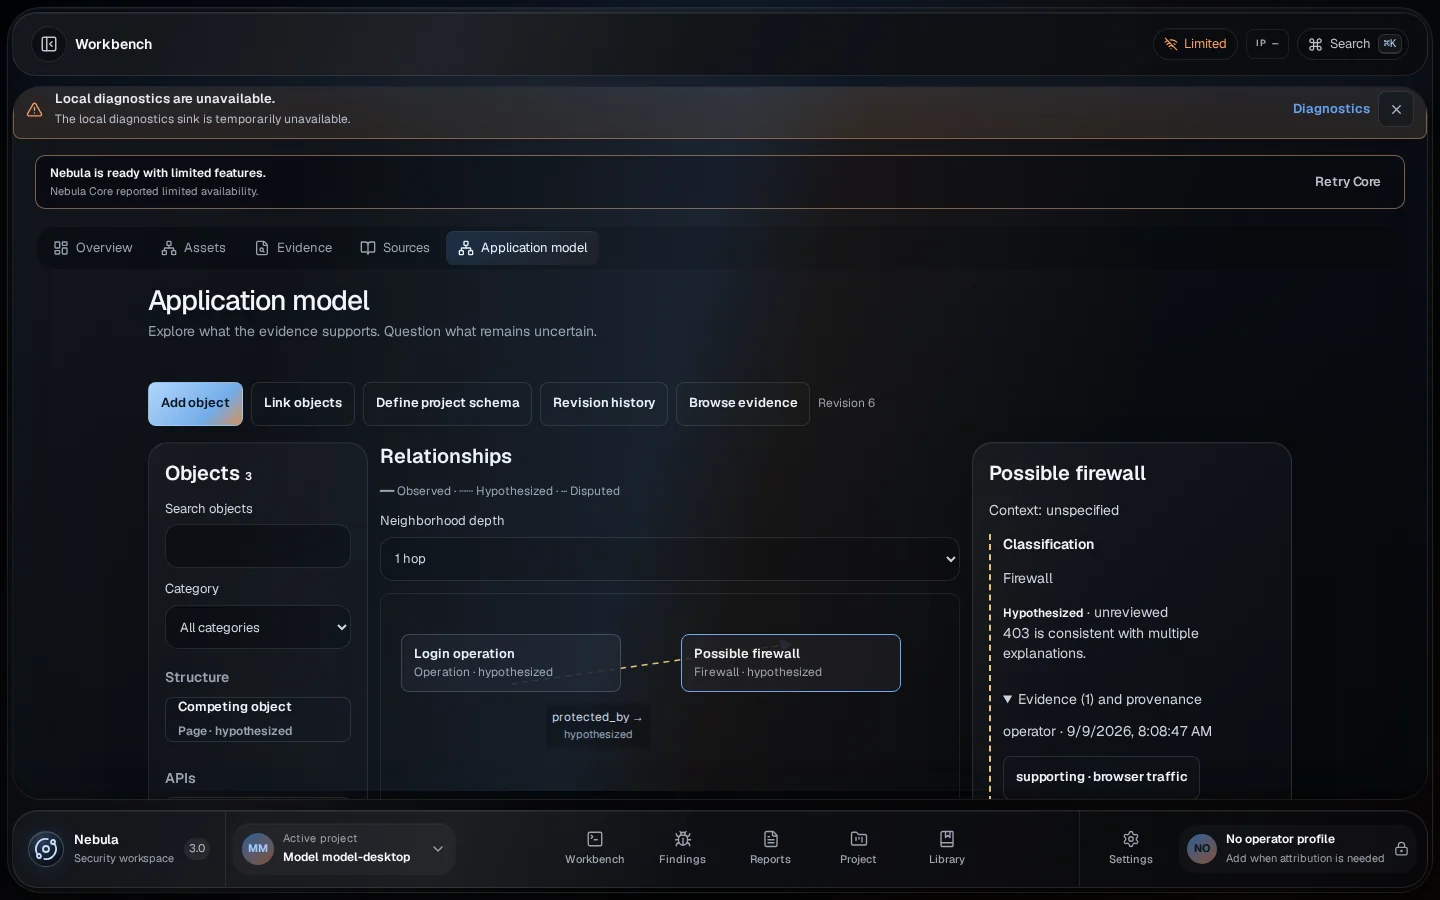 Workbench
Limited
IP –
Search ⌘K
Local diagnostics are unavailable.
The local diagnostics sink is temporarily unavailable.
Diagnostics
Nebula is ready with limited features.
Nebula Core reported limited availability.
Retry Core
Overview
Assets
Evidence
Sources
Application model
Application model
Explore what the evidence supports. Question what remains uncertain.
Add object
Link objects
Define project schema
Revision history
Browse evidence
Revision 6
Objects 3
Search objects
Category
All categories
Structure
Competing object
Page · hypothesized
APIs
Relationships
Observed · Hypothesized · Disputed
Neighborhood depth
1 hop
Login operation
Operation · hypothesized
Possible firewall
Firewall · hypothesized
protected_by →
hypothesized
Possible firewall
Context: unspecified
Classification
Firewall
Hypothesized · unreviewed
403 is consistent with multiple
explanations.
▼ Evidence (1) and provenance
operator · 9/9/2026, 8:08:47 AM
supporting · browser traffic
Nebula
Security workspace
3.0
MM
Active project
Model model-desktop
Workbench
Findings
Reports
Project
Library
Settings
NO
No operator profile
Add when attribution is needed